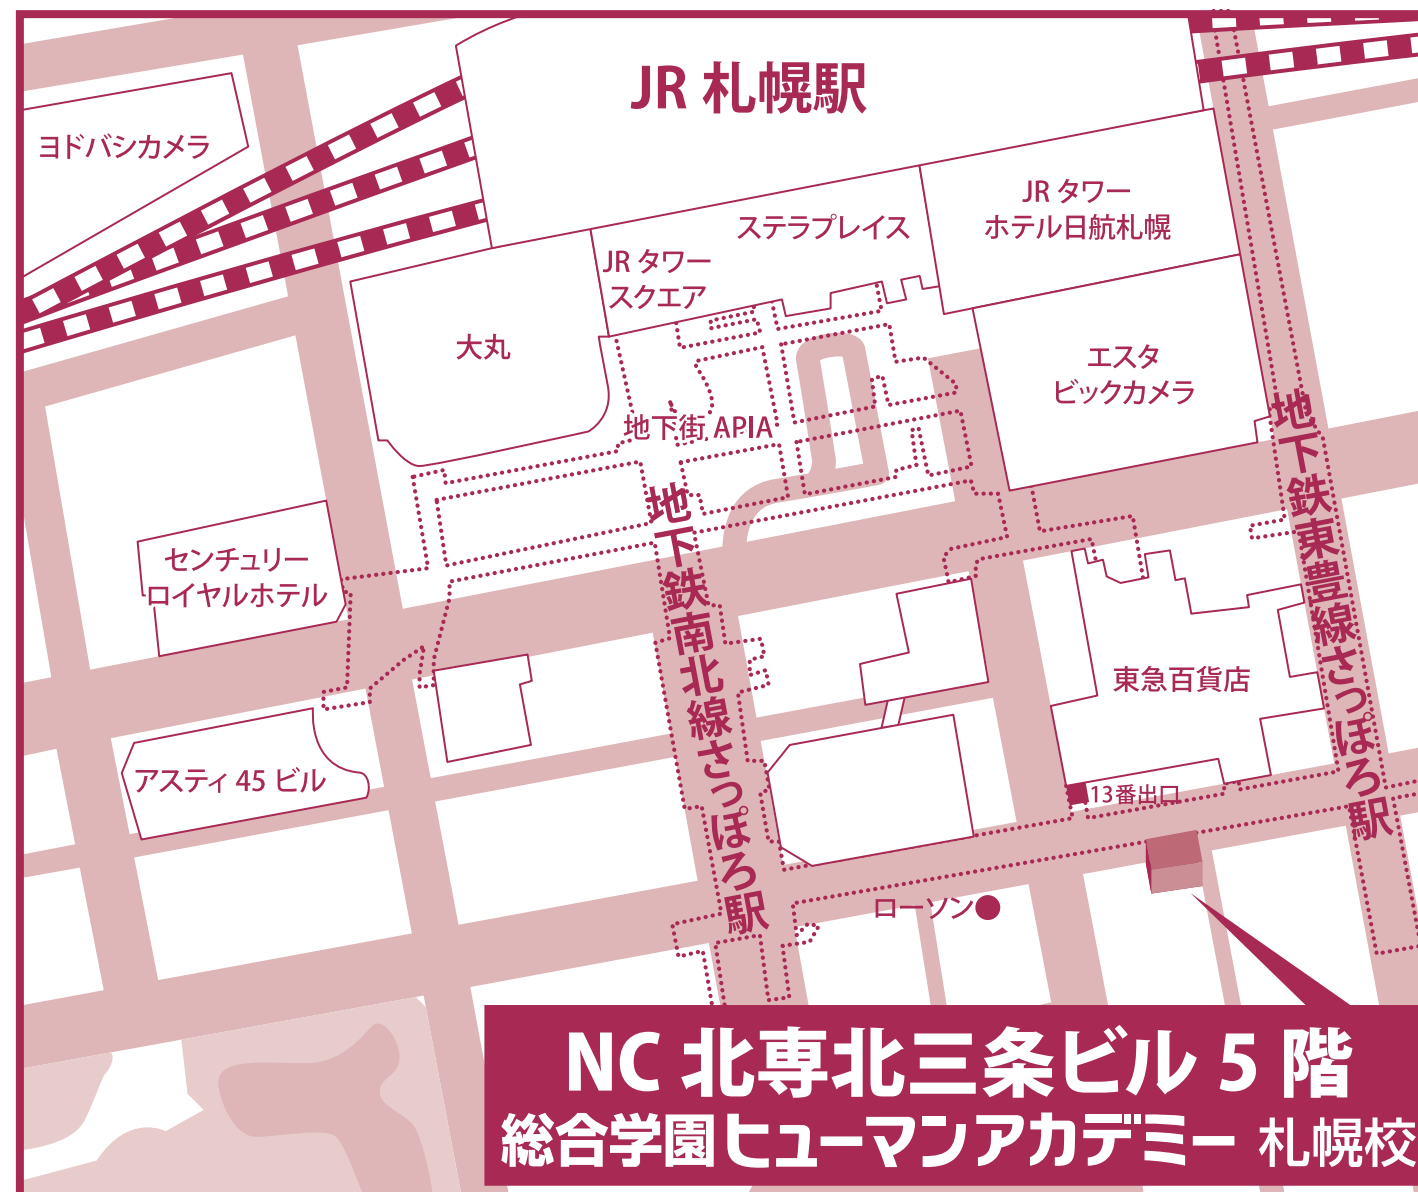 JR 札幌駅
ヨドバシカメラ
JR タワー
ホテル日航札幌
ステラプレイス
JR タワー
スクエア
大丸
エスタ
ビックカメラ
地下街 APIA
地下鉄南北線さっぽろ駅
地下鉄東豊線さっぽろ駅
センチュリー
ロイヤルホテル
東急百貨店
アスティ 45 ビル
13番出口
ローソン
NC 北専北三条ビル 5 階
総合学園ヒューマンアカデミー 札幌校